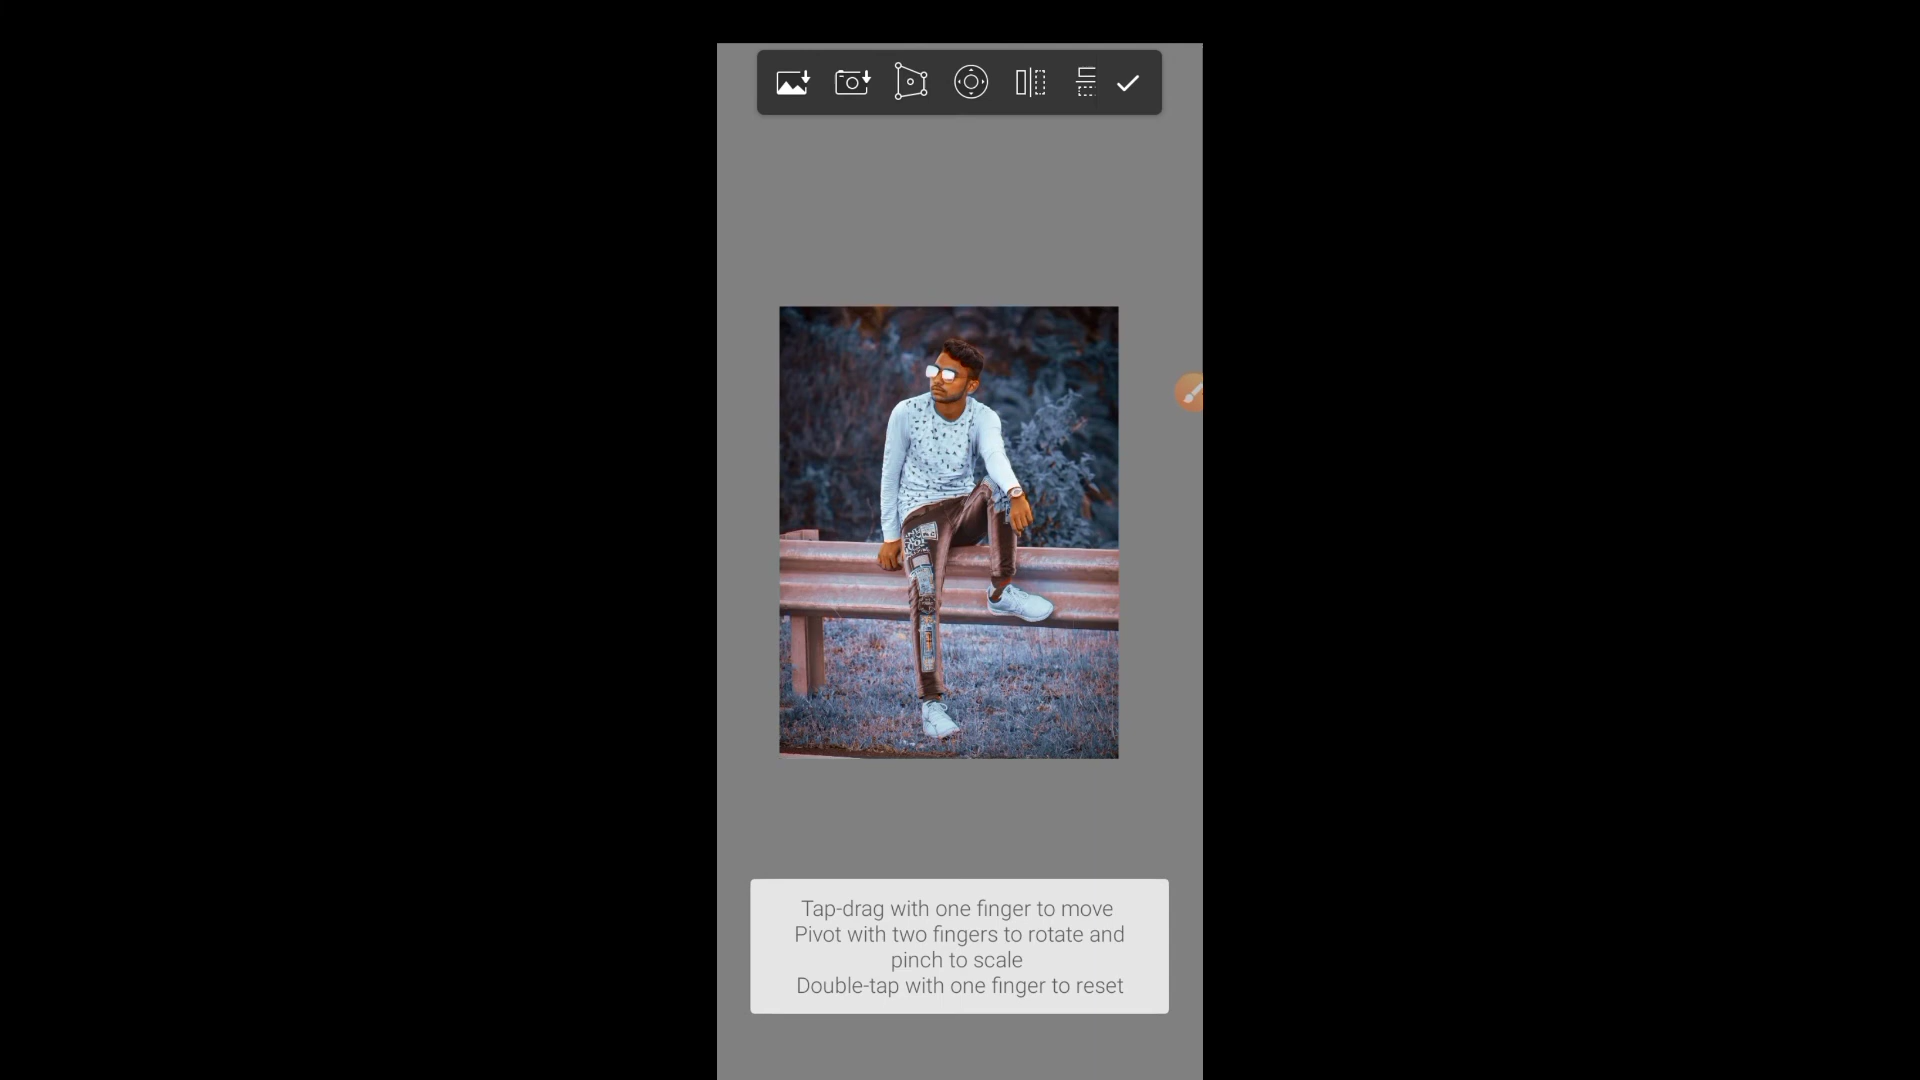 Tap-drag with one finger to move
Pivot with two fingers to rotate and
pinch to scale
Double-tap with one finger to reset